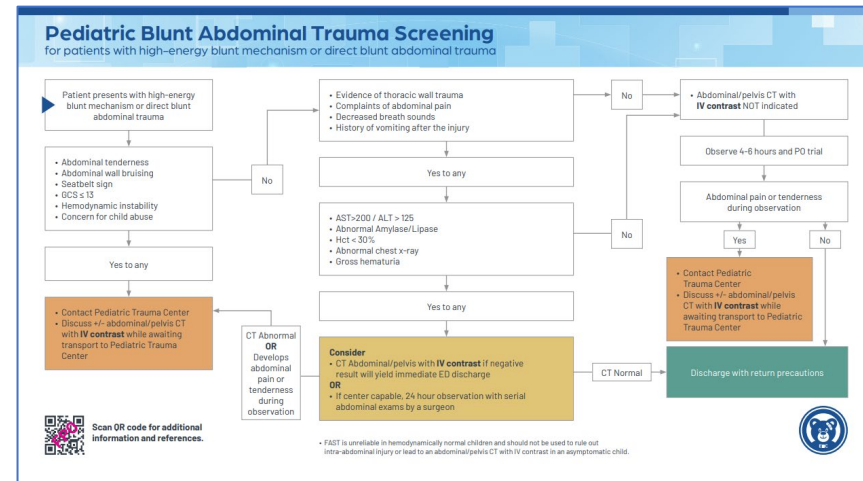 Pediatric Blunt Abdominal Trauma Screening
for patients with high-energy blunt mechanism or direct blunt abdominal trauma
Patient presents with high-energy
blunt mechanism or direct blunt
abdominal trauma
• Abdominal tenderness
• Abdominal wall bruising
• Seatbelt sign
• GCS ≤ 13
• Hemodynamic instability
• Concern for child abuse
No
Yes to any
• Contact Pediatric Trauma Center
• Discuss +/- abdominal/pelvis CT
with IV contrast while awaiting
transport to Pediatric Trauma
Center
• Evidence of thoracic wall trauma
• Complaints of abdominal pain
• Decreased breath sounds
• History of vomiting after the injury
No
Yes to any
• AST>200 / ALT > 125
• Abnormal Amylase/Lipase
• Hct < 30%
• Abnormal chest x-ray
• Gross hematuria
No
Yes to any
Consider
• CT Abdominal/pelvis with IV contrast if negative
result will yield immediate ED discharge
OR
• If center capable, 24 hour observation with serial
abdominal exams by a surgeon
CT Abnormal
OR
Develops
abdominal
pain or
tenderness
during
observation
CT Normal
• Abdominal/pelvis CT with
IV contrast NOT indicated
Observe 4-6 hours and PO trial
Abdominal pain or tenderness
during observation
Yes
No
• Contact Pediatric
Trauma Center
• Discuss +/- abdominal/pelvis
CT with IV contrast while
awaiting transport to Pediatric
Trauma Center
Discharge with return precautions
Scan QR code for additional
information and references.
• FAST is unreliable in hemodynamically normal children and should not be used to rule out
intra-abdominal injury or lead to an abdominal/pelvis CT with IV contrast in an asymptomatic child.